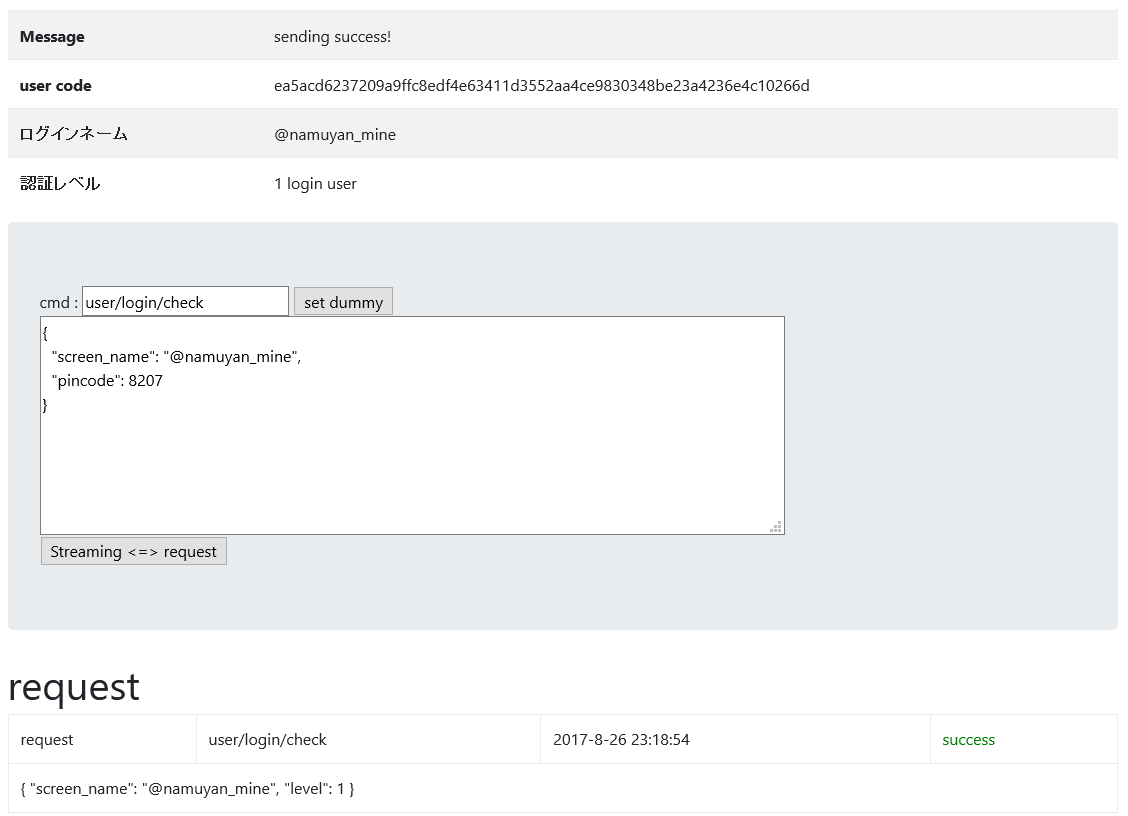 Message sending success!
user code ea5acd6237209a9ffc8edf4e63411d3552aa4ce9830348be23a4236e4c10266d
ログインネーム @namuyan_mine
認証レベル 1 login user
cmd : user/login/check set dummy
{
"screen_name": "@namuyan_mine",
"pincode": 8207
}
Streaming <=> request
request
request user/login/check 2017-8-26 23:18:54 success
{ "screen_name": "@namuyan_mine", "level": 1 }